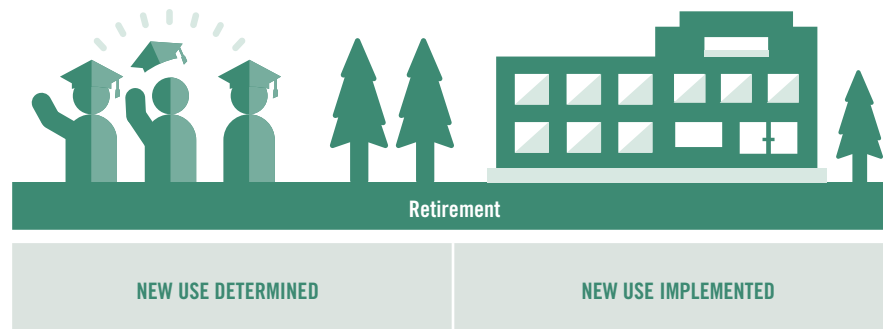 Retirement
NEW USE DETERMINED
NEW USE IMPLEMENTED